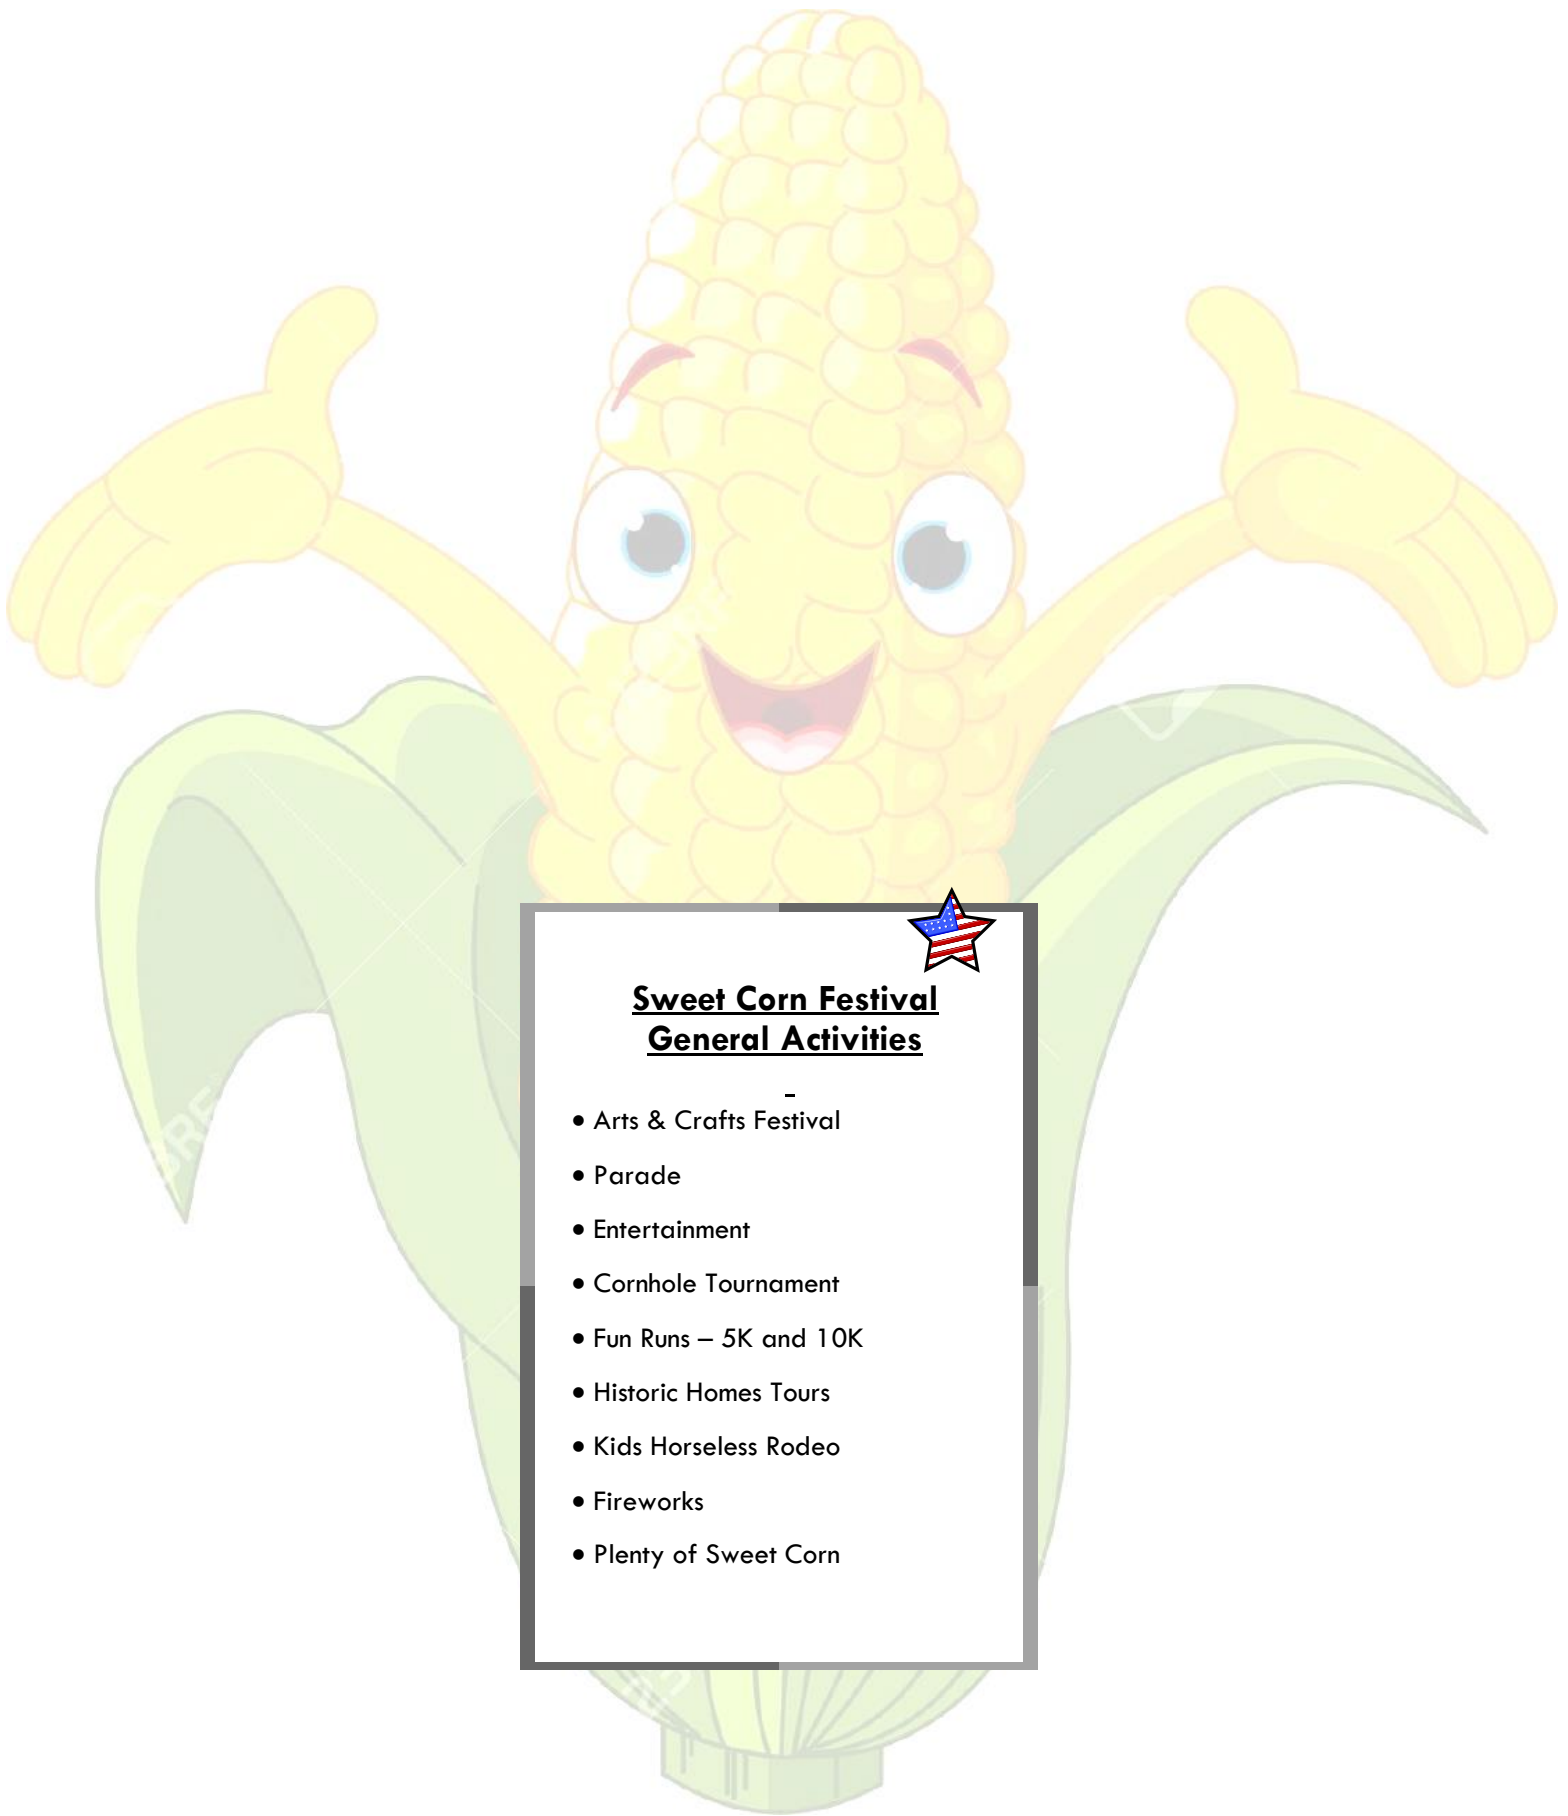 Sweet Corn Festival
General Activities
• Arts & Crafts Festival
• Parade
• Entertainment
• Cornhole Tournament
• Fun Runs – 5K and 10K
• Historic Homes Tours
• Kids Horseless Rodeo
• Fireworks
• Plenty of Sweet Corn